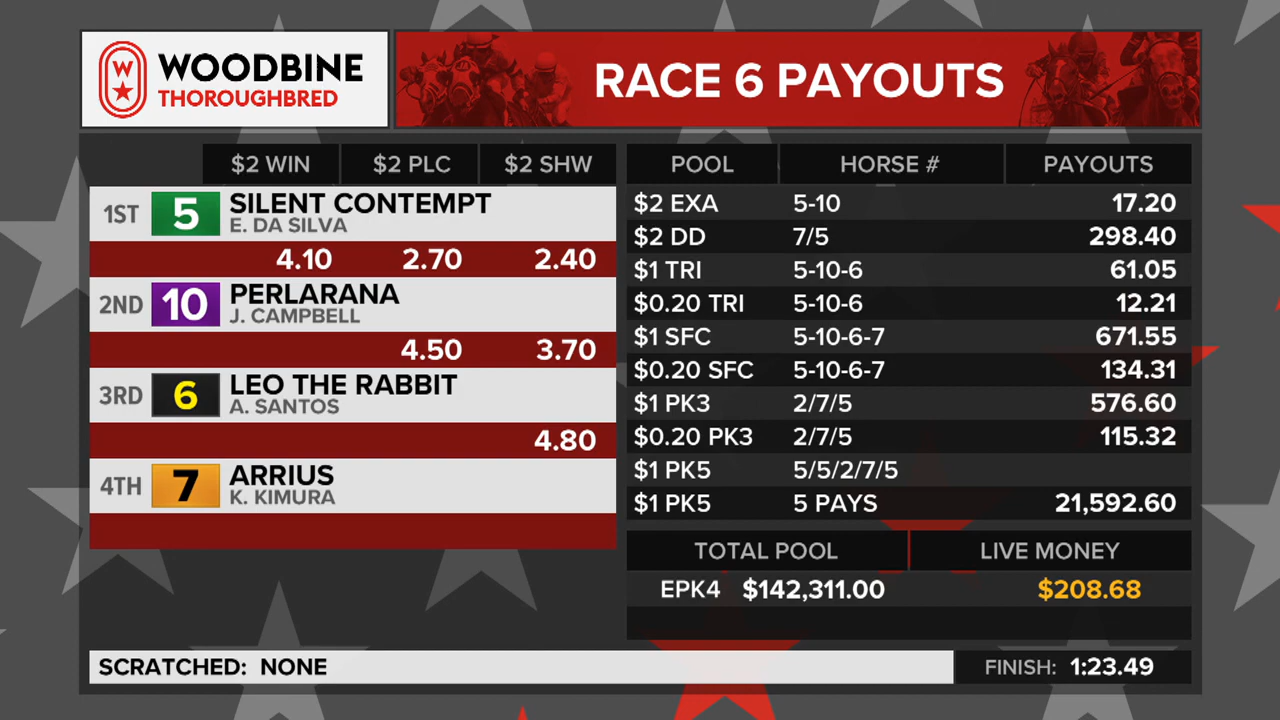 W
WOODBINE
THOROUGHBRED
RACE 6 PAYOUTS
$2 WIN $2 PLC $2 SHW
1ST 5 SILENT CONTEMPT
E. DA SILVA
4.10 2.70 2.40
2ND 10 PERLARANA
J. CAMPBELL
4.50 3.70
3RD 6 LEO THE RABBIT
A. SANTOS
4.80
4TH 7 ARRIUS
K. KIMURA
POOL HORSE # PAYOUTS
$2 EXA 5-10 17.20
$2 DD 7/5 298.40
$1 TRI 5-10-6 61.05
$0.20 TRI 5-10-6 12.21
$1 SFC 5-10-6-7 671.55
$0.20 SFC 5-10-6-7 134.31
$1 PK3 2/7/5 576.60
$0.20 PK3 2/7/5 115.32
$1 PK5 5/5/2/7/5
$1 PK5 5 PAYS 21,592.60
TOTAL POOL LIVE MONEY
EPK4 $142,311.00 $208.68
SCRATCHED: NONE
FINISH: 1:23.49